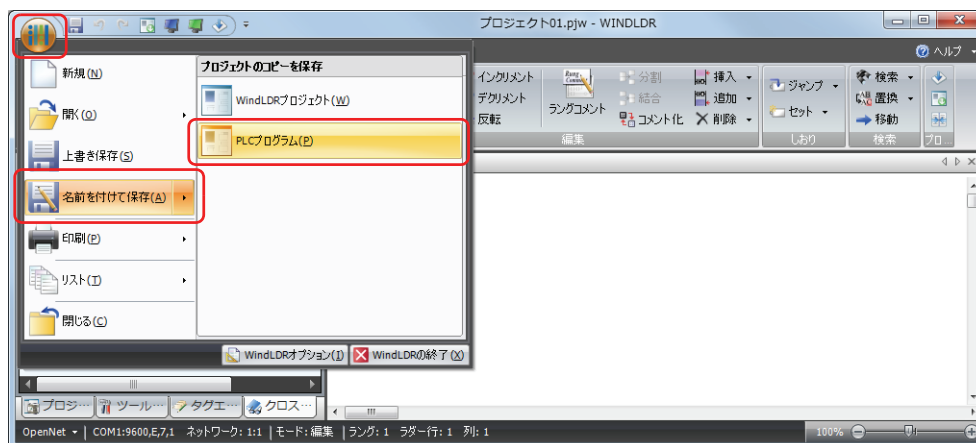 プロジェクト01.pjw - WINDLDR
ヘルプ
新規(N)
開く(O)
上書き保存(S)
名前を付けて保存(A)
印刷(P)
リスト(I)
閉じる(C)
プロジェクトのコピーを保存
WindLDRプロジェクト(W)
PLCプログラム(P)
WindLDRオプション(I)
WindLDRの終了(X)
インクリメント
デクリメント
反転
Rung Comment
ラングコメント
分割
結合
コメント化
挿入
追加
削除
編集
ジャンプ
セット
しおり
検索
置換
移動
検索
プロ...
プロジ...
ツール...
タグエ...
クロス...
OpenNet
COM1:9600,E,7,1 ネットワーク: 1:1
モード: 編集
ラング: 1 ラダー行: 1 列: 1
100%